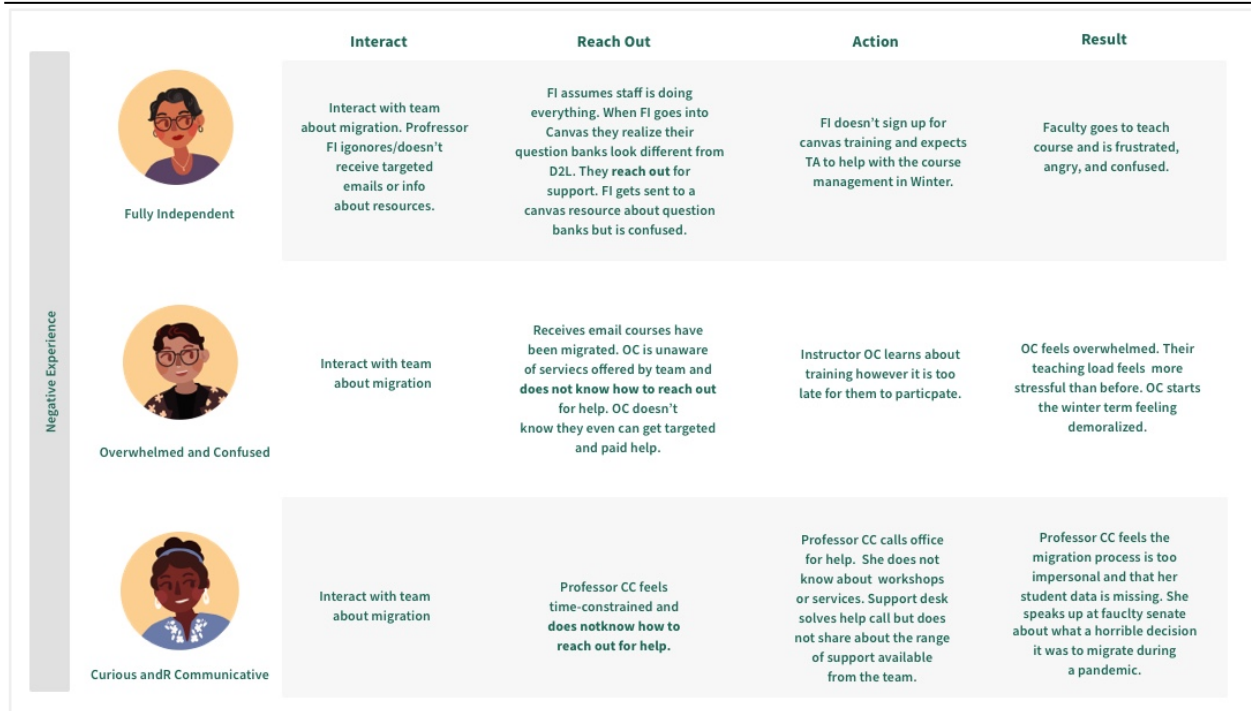 Interact
Reach Out
Action
Result
Negative Experience
Fully Independent
Interact with team
about migration. Profrressor
FI igonores/doesn't
receive targeted
emails or info
about resources.
FI assumes staff is doing
everything. When FI goes into
Canvas they realize their
question banks look different from
D2L. They reach out for
support. FI gets sent to a
canvas resource about question
banks but is confused.
FI doesn't sign up for
canvas training and expects
TA to help with the course
management in Winter.
Faculty goes to teach
course and is frustrated,
angry, and confused.
Overwhelmed and Confused
Interact with team
about migration
Receives email courses have
been migrated. OC is unaware
of serviecs offered by team and
does not know how to reach out
for help. OC doesn't
know they even can get targeted
and paid help.
Instructor OC learns about
training however it is too
late for them to particpate.
OC feels overwhelmed. Their
teaching load feels more
stressful than before. OC starts
the winter term feeling
demoralized.
Curious andR Communicative
Interact with team
about migration
Professor CC feels
time-constrained and
does notknow how to
reach out for help.
Professor CC calls office
for help. She does not
know about workshops
or services. Support desk
solves help call but does
not share about the range
of support available
from the team.
Professor CC feels the
migration process is too
impersonal and that her
student data is missing. She
speaks up at fauclty senate
about what a horrible decision
it was to migrate during
a pandemic.